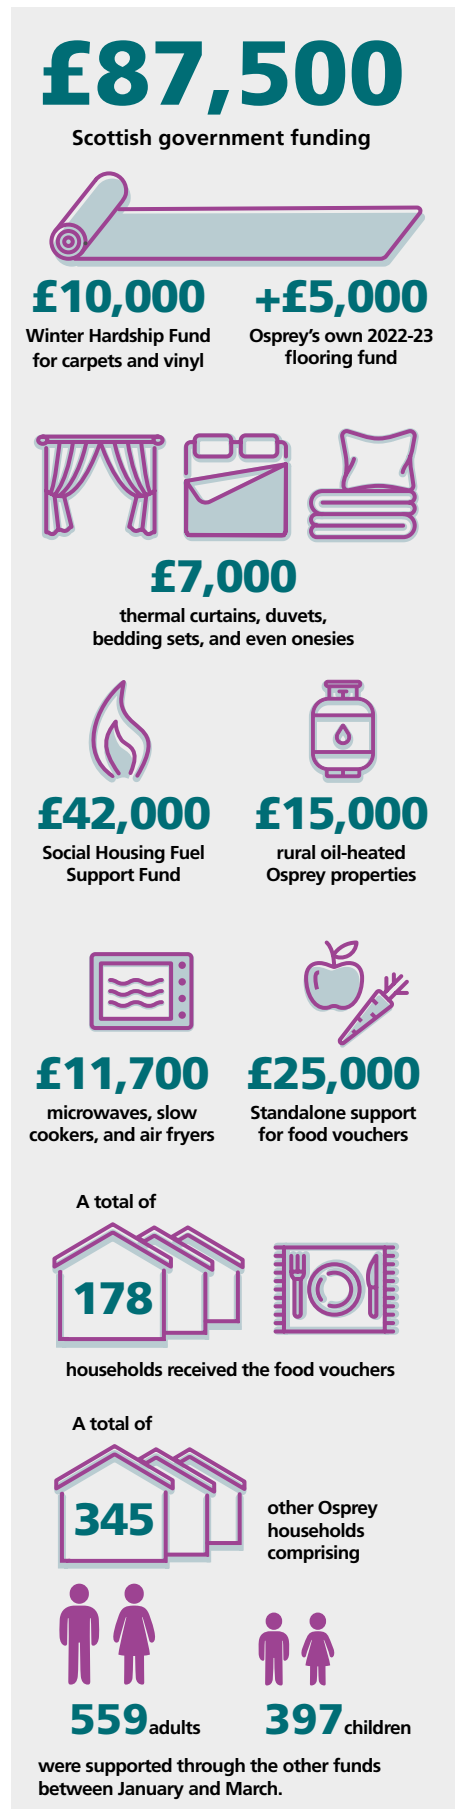 £87,500
Scottish government funding
£10,000
Winter Hardship Fund
for carpets and vinyl
+£5,000
Osprey's own 2022-23
flooring fund
£7,000
thermal curtains, duvets,
bedding sets, and even onesies
£42,000
Social Housing Fuel
Support Fund
£15,000
rural oil-heated
Osprey properties
£11,700
microwaves, slow
cookers, and air fryers
£25,000
Standalone support
for food vouchers
A total of
178
households received the food vouchers
A total of
345
other Osprey
households
comprising
559 adults
397 children
were supported through the other funds
between January and March.